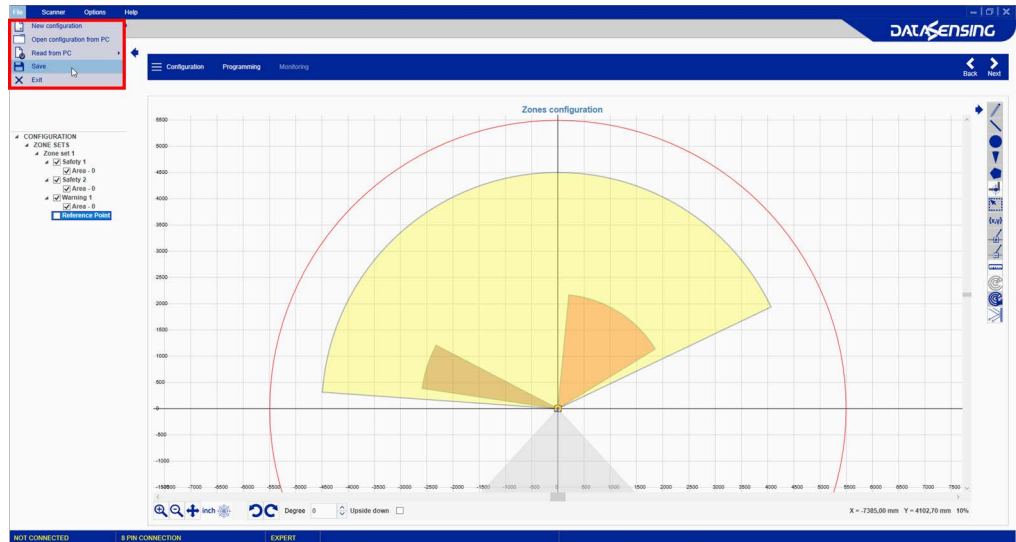 File Scanner Options Help
New configuration
Open configuration from PC
Read from PC
Save
Exit
DATASENSING
Configuration Programming Monitoring
Back Next
CONFIGURATION
ZONE SETS
Zone set 1
Safety 1
Area - 0
Safety 2
Area - 0
Warning 1
Area - 0
Reference Point
Zones configuration
5500
5000
4500
4000
3500
3000
2500
2000
1500
1000
500
-0
-500
-1000
-7000 -6500 -6000 -5500 -5000 -4500 -4000 -3500 -3000 -2500 -2000 -1500 -1000 -500 0 500 1000 1500 2000 2500 3000 3500 4000 4500 5000 5500 6000 6500 7000 7500
{x,y}
inch Degree 0 Upside down
X = -7385,00 mm Y = 4102,70 mm 10%
NOT CONNECTED 8 PIN CONNECTION EXPERT